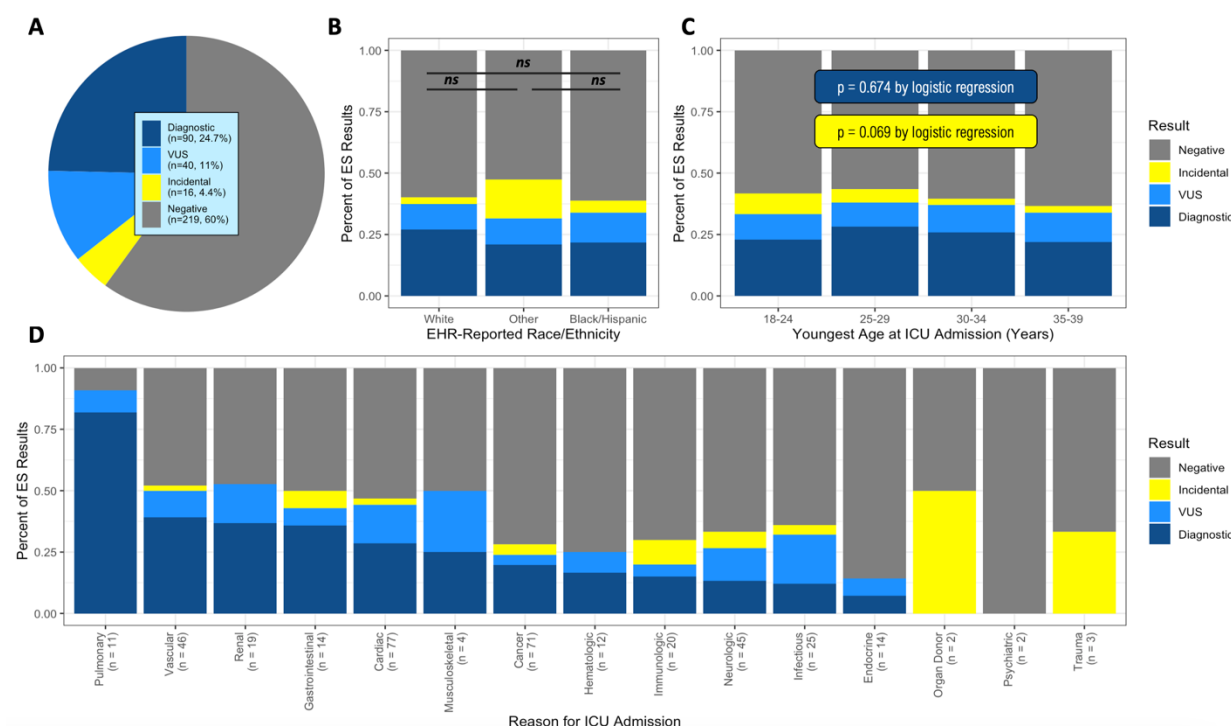 A
Diagnostic
(n=90, 24.7%)
VUS
(n=40, 11%)
Incidental
(n=16, 4.4%)
Negative
(n=219, 60%)
B
Percent of ES Results
1.00
0.75
0.50
0.25
0.00
ns
ns
ns
White
Other
Black/Hispanic
EHR-Reported Race/Ethnicity
C
Percent of ES Results
1.00
0.75
0.50
0.25
0.00
p = 0.674 by logistic regression
p = 0.069 by logistic regression
18-24
25-29
30-34
35-39
Youngest Age at ICU Admission (Years)
Result
Negative
Incidental
VUS
Diagnostic
D
Percent of ES Results
1.00
0.75
0.50
0.25
0.00
Pulmonary
(n = 11)
Vascular
(n = 46)
Renal
(n = 19)
Gastrointestinal
(n = 14)
Cardiac
(n = 77)
Musculoskeletal
(n = 4)
Cancer
(n = 71)
Hematologic
(n = 12)
Immunologic
(n = 20)
Neurologic
(n = 45)
Infectious
(n = 25)
Endocrine
(n = 14)
Organ Donor
(n = 2)
Psychiatric
(n = 2)
Trauma
(n = 3)
Reason for ICU Admission
Result
Negative
Incidental
VUS
Diagnostic